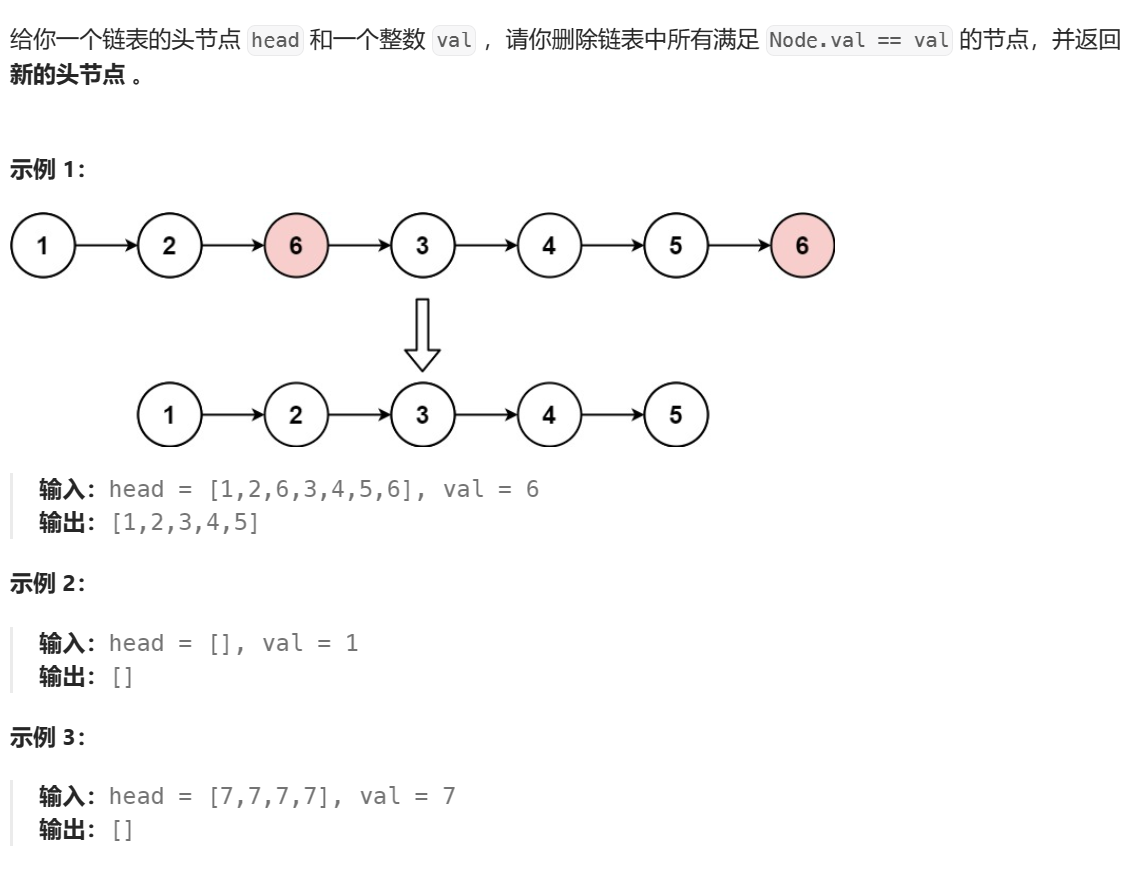 给你一个链表的头节点 head 和一个整数 val ，请你删除链表中所有满足 Node.val == val 的节点，并返回
新的头节点 。
示例 1：
1 2 6 3 4 5 6
1 2 3 4 5
输入：head = [1,2,6,3,4,5,6], val = 6
输出：[1,2,3,4,5]
示例 2：
输入：head = [], val = 1
输出：[]
示例 3：
输入：head = [7,7,7,7], val = 7
输出：[]